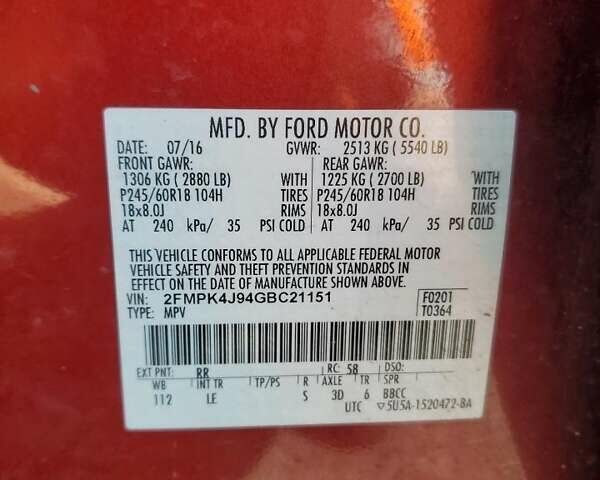 MFD. BY FORD MOTOR CO.
DATE: 07/16 GVWR: 2513 KG ( 5540 LB)
FRONT GAWR: REAR GAWR:
1306 KG ( 2880 LB) WITH 1225 KG ( 2700 LB) WITH
P245/60R18 104H TIRES P245/60R18 104H TIRES
18x8.0J RIMS 18x8.0J RIMS
AT 240 kPa/ 35 PSI COLD AT 240 kPa/ 35 PSI COLD
THIS VEHICLE CONFORMS TO ALL APPLICABLE FEDERAL MOTOR
VEHICLE SAFETY AND THEFT PREVENTION STANDARDS IN
EFFECT ON THE DATE OF MANUFACTURE SHOWN ABOVE.
VIN: 2FMPK4J94GBC21151 F0201
TYPE: MPV T0364
EXT PNT: RR RC: 58 DSO:
WB INT TR TP/PS R AXLE TR SPR
112 LE S 3D 6 BBCC
UTC ▽5U5A-1520472-BA